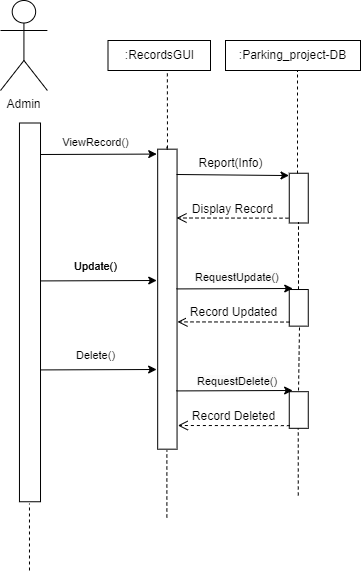 :RecordsGUI
:Parking_project-DB
Admin
ViewRecord()
Report(Info)
Display Record
Update()
RequestUpdate()
Record Updated
Delete()
RequestDelete()
Record Deleted